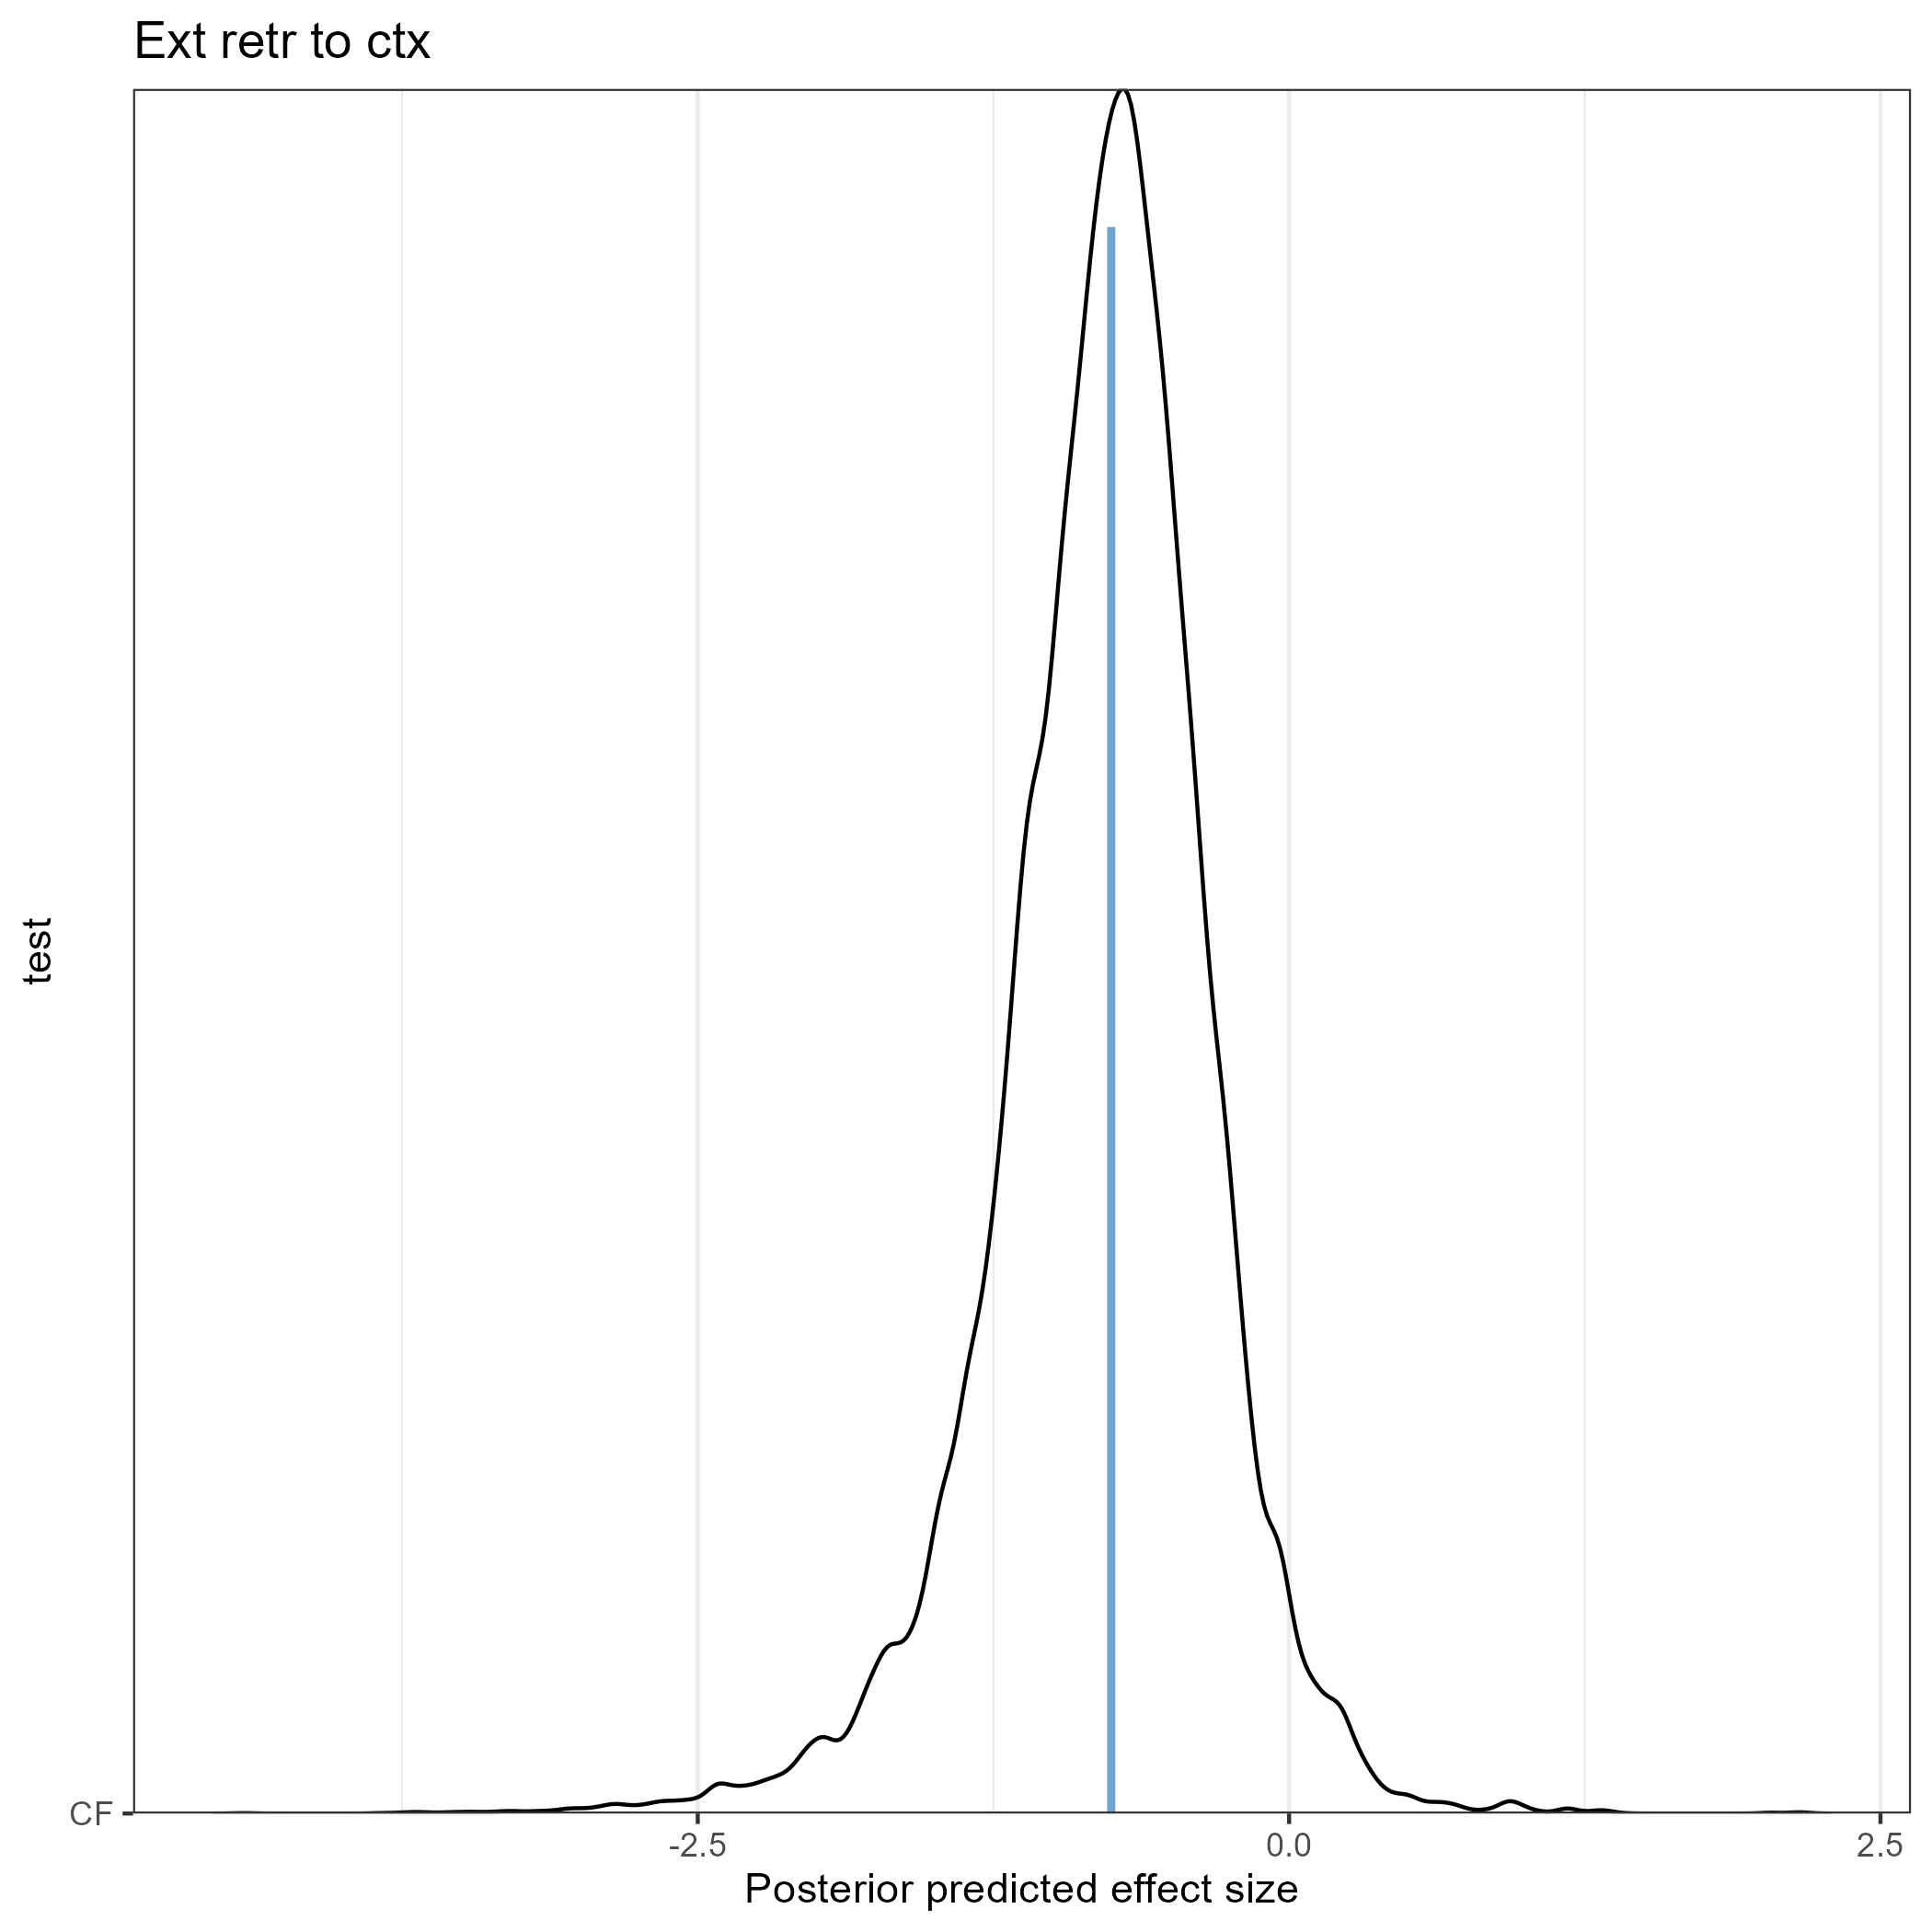 Ext retr to ctx
test
CF
-2.5
0.0
2.5
Posterior predicted effect size